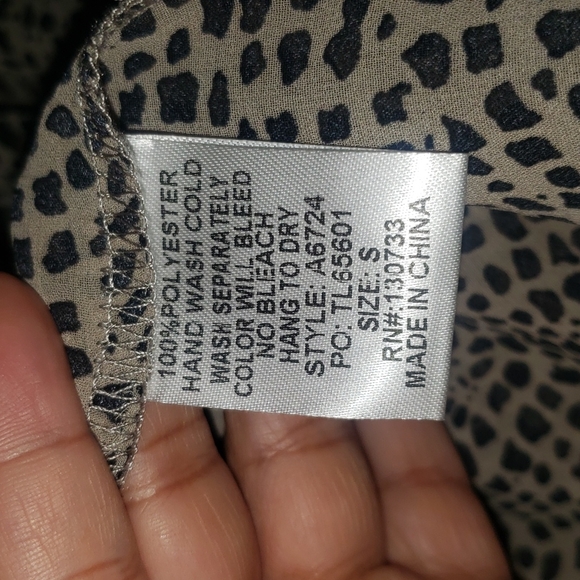 100%POLYESTER
HAND WASH COLD
WASH SEPARATELY
COLOR WILL BLEED
NO BLEACH
HANG TO DRY
STYLE: A6724
PO: TL65601
SIZE: S
RN#:130733
MADE IN CHINA